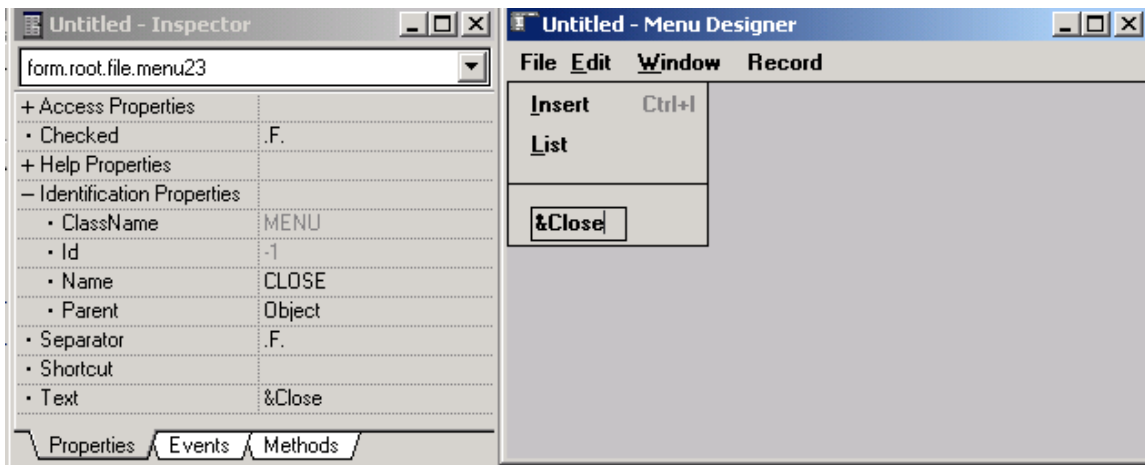 Untitled - Inspector
form.root.file.menu23
+ Access Properties
· Checked .F.
+ Help Properties
– Identification Properties
· ClassName MENU
· Id -1
· Name CLOSE
· Parent Object
· Separator .F.
· Shortcut
· Text &Close
Properties Events Methods
Untitled - Menu Designer
File Edit Window Record
Insert Ctrl+I
List
&Close